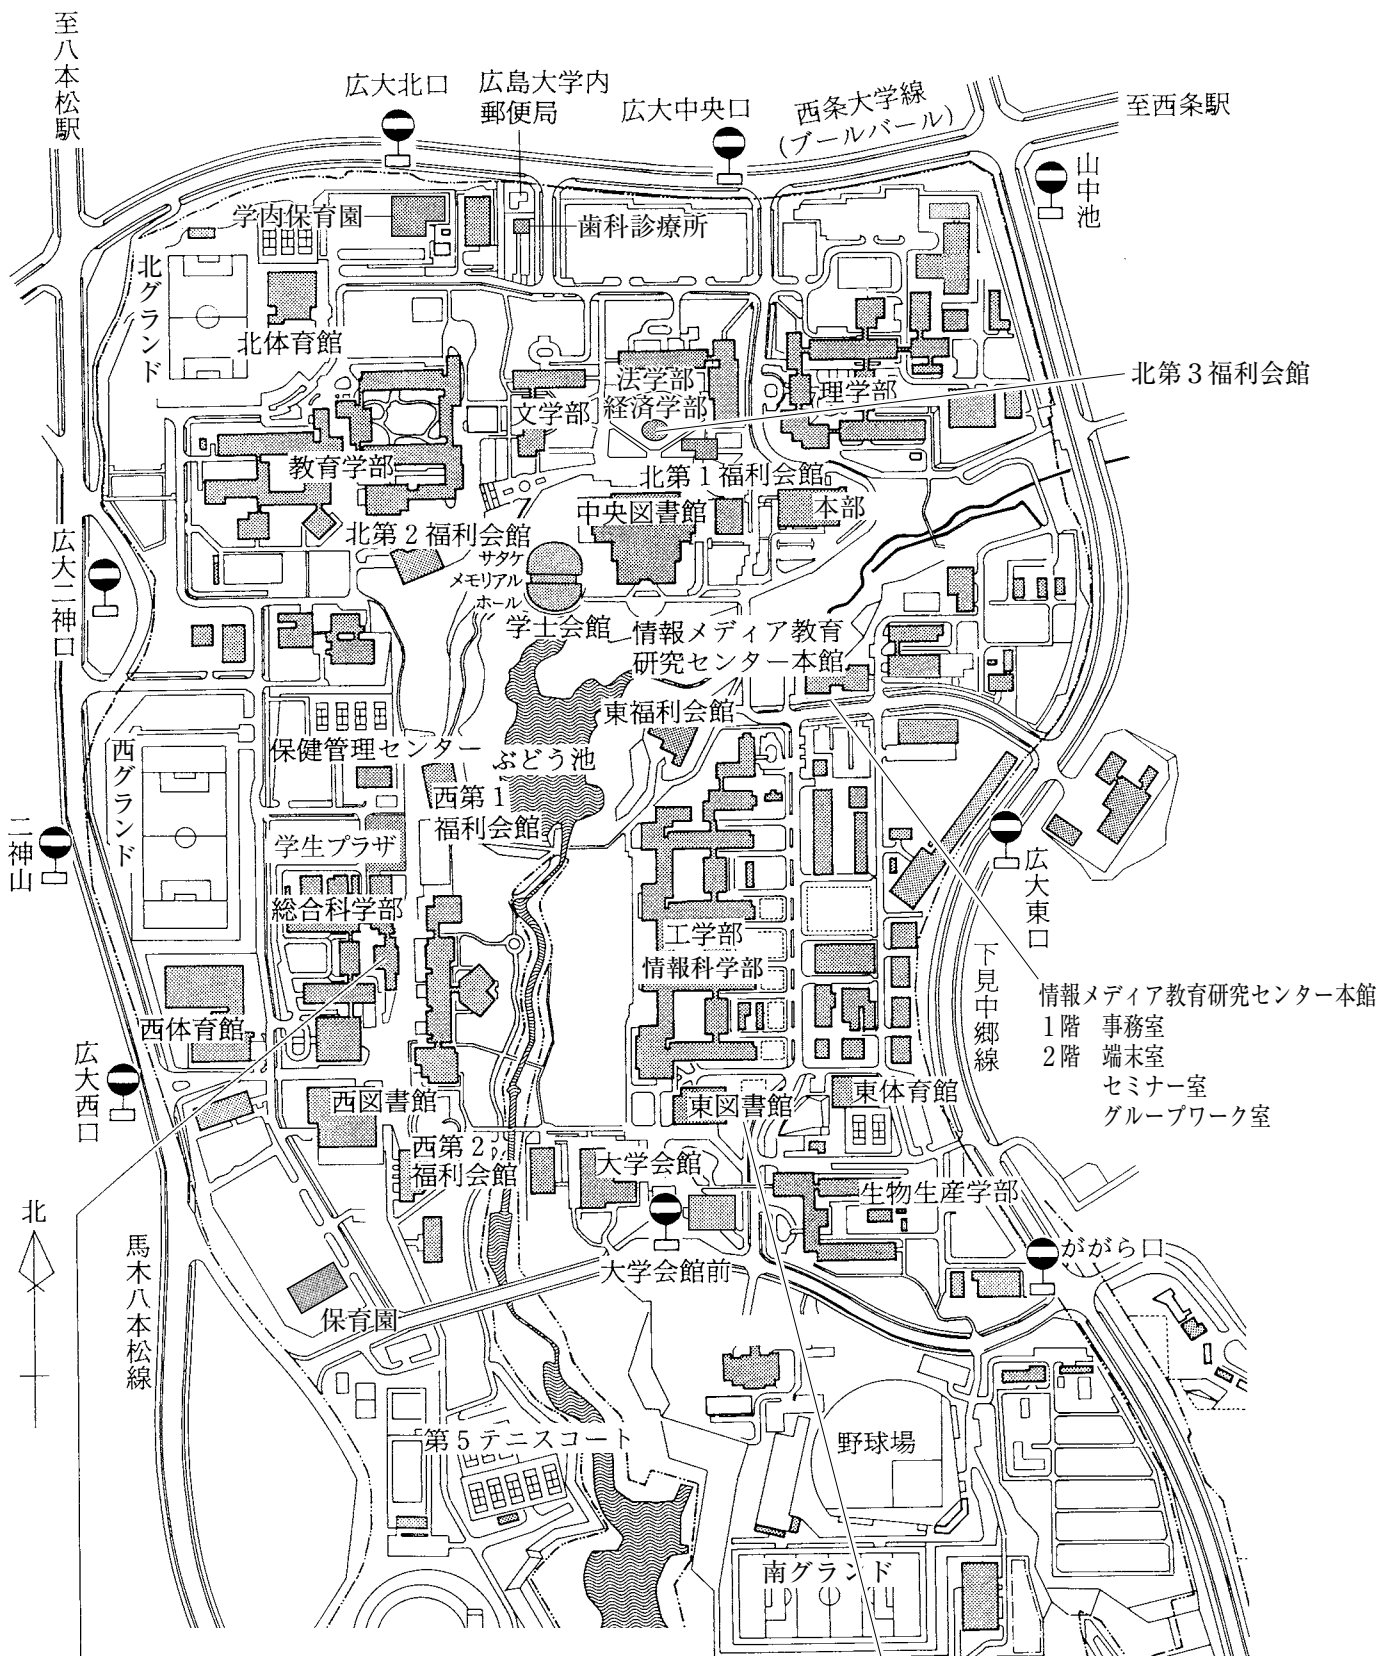 至八本松駅
広大北口
広島大学内
郵便局
広大中央口
西条大学線
(ブールバール)
至西条駅
山中池
学内保育園
歯科診療所
北グランド
北体育館
法学部
経済学部
文学部
理学部
北第3福利会館
教育学部
北第1福利会館
中央図書館
本部
北第2福利会館
サタケ
メモリアル
ホール
学士会館
広大二神口
情報メディア教育
研究センター本館
東福利会館
西グランド
保健管理センター
ぶどう池
西第1
福利会館
二神山
学生プラザ
総合科学部
広大東口
工学部
情報科学部
下見中郷線
情報メディア教育研究センター本館
1階 事務室
2階 端末室
セミナー室
グループワーク室
西体育館
広大西口
西図書館
東図書館
東体育館
西第2
福利会館
大学会館
生物生産学部
北
馬木八本松線
大学会館前
ががら口
保育園
第5テニスコート
野球場
南グランド